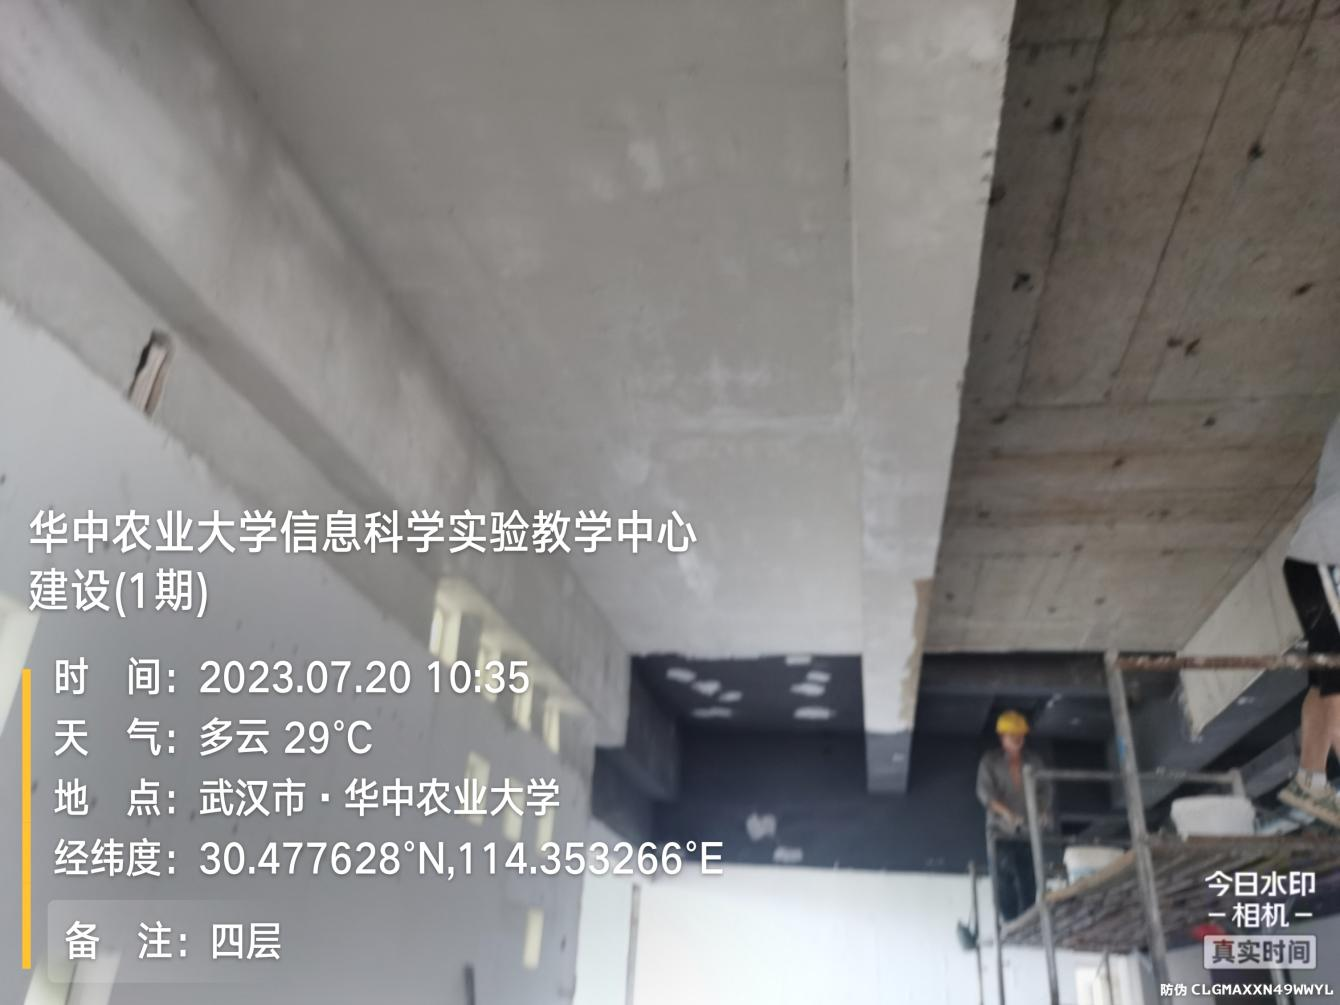 华中农业大学信息科学实验教学中心
建设(1期)
时 间：2023.07.20 10:35
天 气：多云 29°C
地 点：武汉市·华中农业大学
经纬度：30.477628°N,114.353266°E
备 注：四层
今日水印
-相机-
真实时间
防伪 CLGMAXXN49WWYL